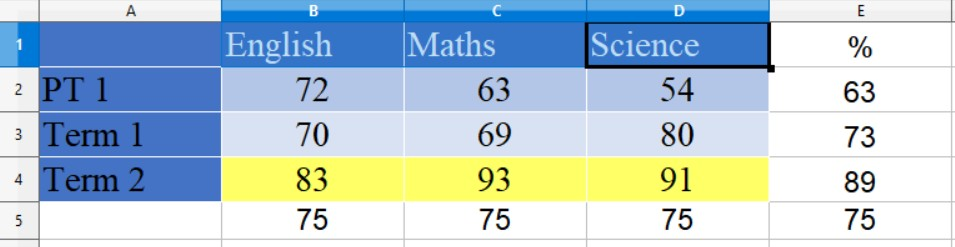 A B C D E
1 English Maths Science %
2 PT 1 72 63 54 63
3 Term 1 70 69 80 73
4 Term 2 83 93 91 89
5 75 75 75 75